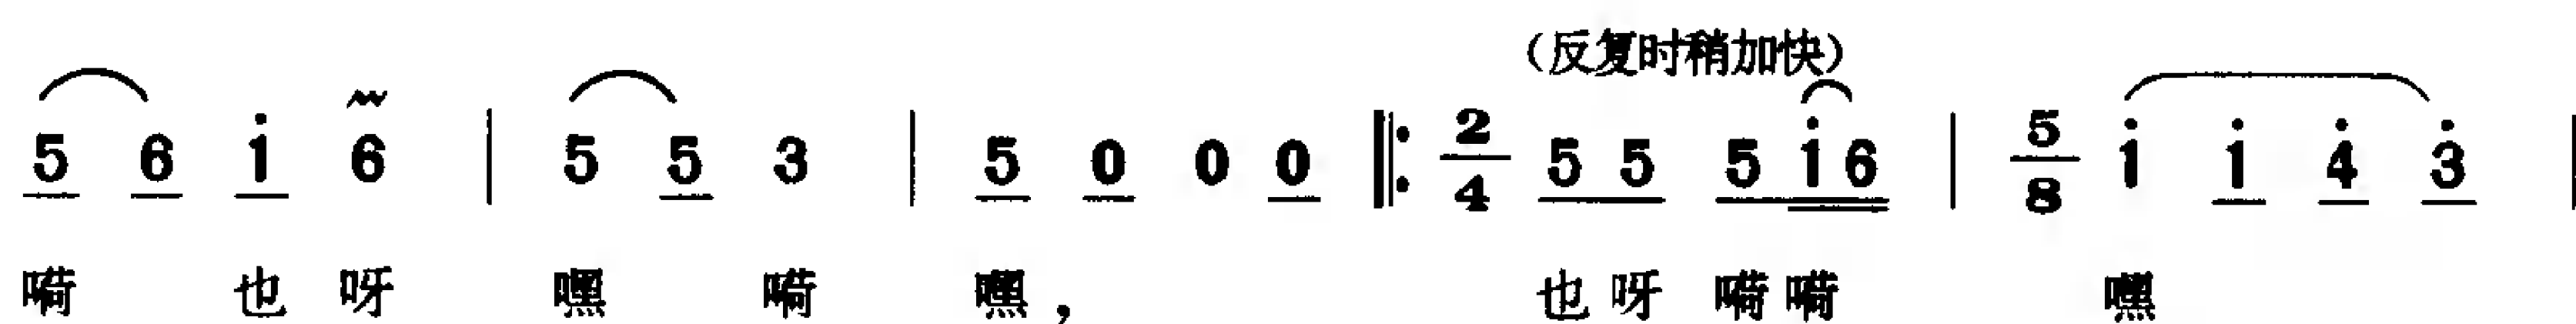 (反复时稍加快)
5 6 i 6 | 5 5 3 | 5 0 0 0 ‖: 2/4 5 5 5 i 6 | 5/8 i i 4̇ 3̇ |
嗬 也 呀 嘿 嗬 嘿, 也 呀 嗬 嗬 嘿